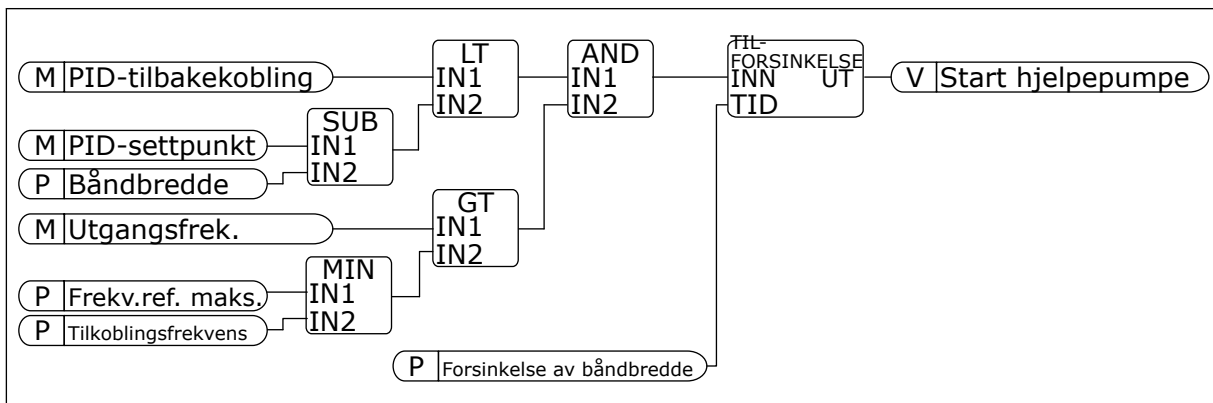 M PID-tilbakekobling
LT
IN1
IN2
AND
IN1
IN2
TIL-
FORSINKELSE
INN UT
TID
V Start hjelpepumpe
M PID-settpunkt
P Båndbredde
SUB
IN1
IN2
M Utgangsfrek.
GT
IN1
IN2
P Frekv.ref. maks.
P Tilkoblingsfrekvens
MIN
IN1
IN2
P Forsinkelse av båndbredde